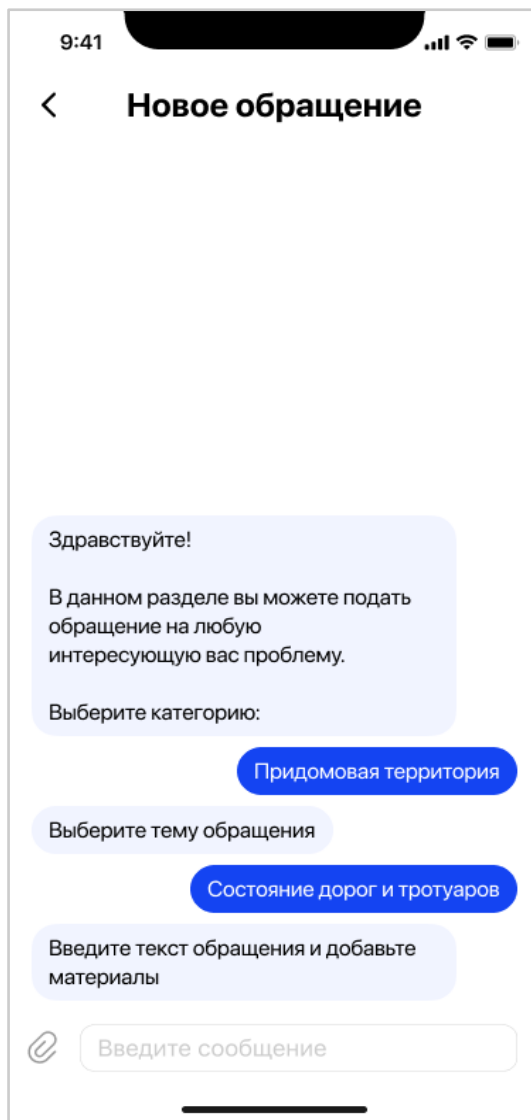 9:41
Новое обращение
Здравствуйте!
В данном разделе вы можете подать
обращение на любую
интересующую вас проблему.
Выберите категорию:
Придомовая территория
Выберите тему обращения
Состояние дорог и тротуаров
Введите текст обращения и добавьте
материалы
Введите сообщение